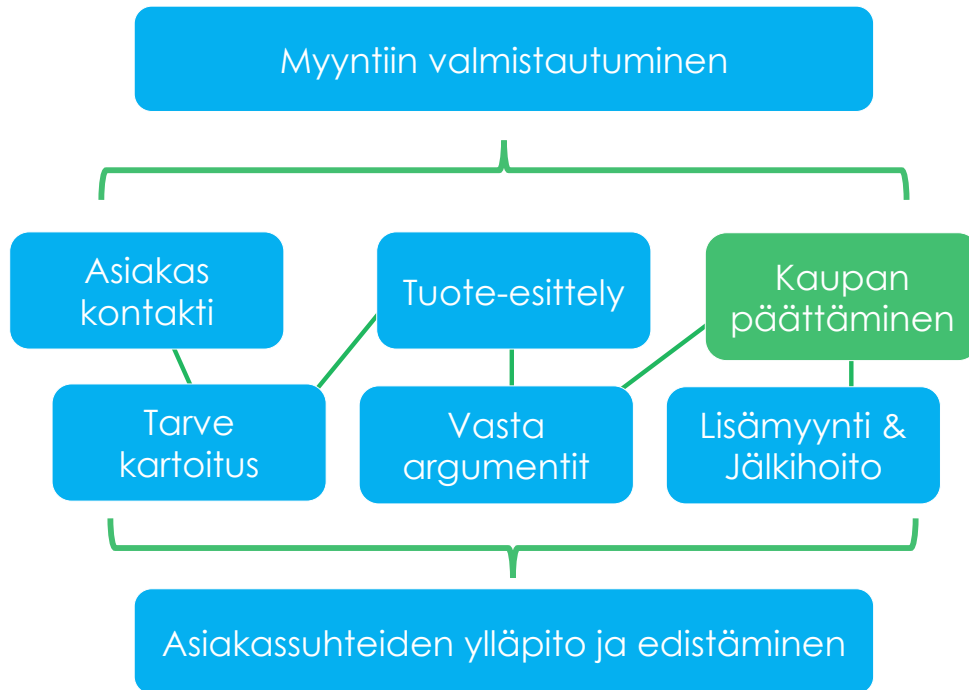 Myyntiin valmistautuminen
Asiakas
kontakti
Tuote-esittely
Kaupan
päättäminen
Tarve
kartoitus
Vasta
argumentit
Lisämyynti &
Jälkihoito
Asiakassuhteiden ylläpito ja edistäminen